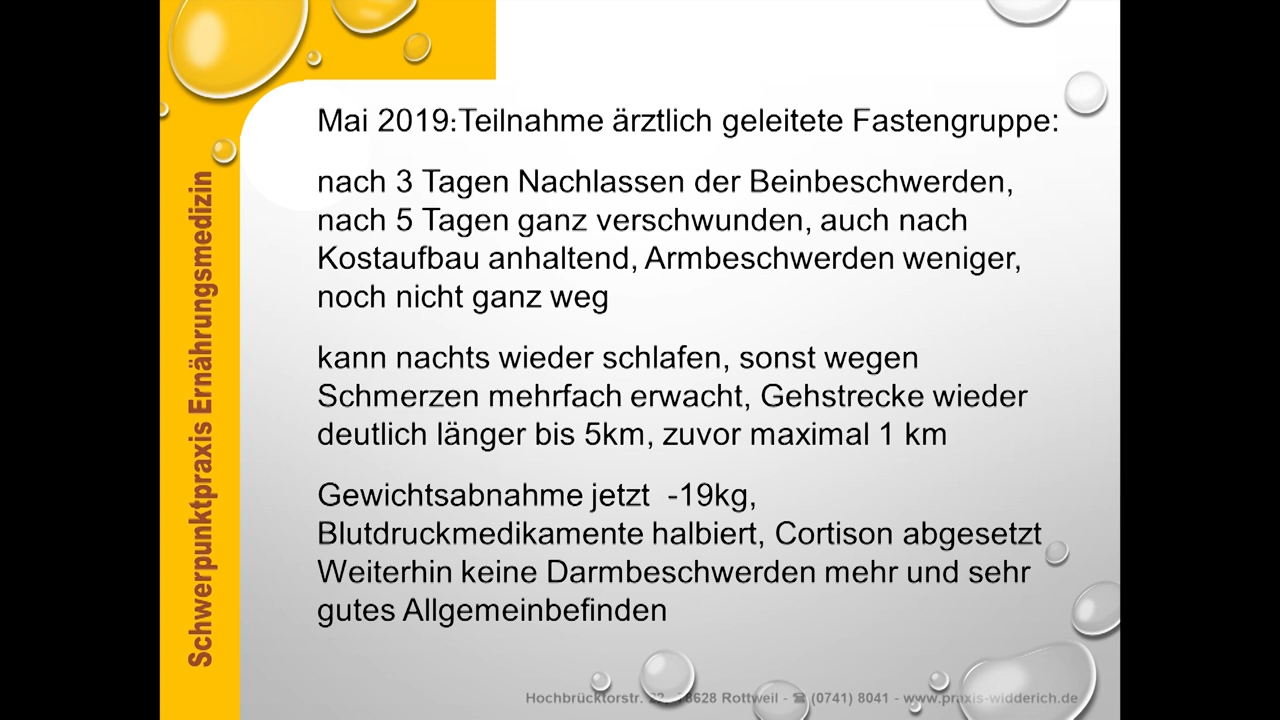 Schwerpunktpraxis Ernährungsmedizin
Mai 2019:Teilnahme ärztlich geleitete Fastengruppe:
nach 3 Tagen Nachlassen der Beinbeschwerden,
nach 5 Tagen ganz verschwunden, auch nach
Kostaufbau anhaltend, Armbeschwerden weniger,
noch nicht ganz weg
kann nachts wieder schlafen, sonst wegen
Schmerzen mehrfach erwacht, Gehstrecke wieder
deutlich länger bis 5km, zuvor maximal 1 km
Gewichtsabnahme jetzt -19kg,
Blutdruckmedikamente halbiert, Cortison abgesetzt
Weiterhin keine Darmbeschwerden mehr und sehr
gutes Allgemeinbefinden
Hochbrücktorstr. - Rottweil - ☎ (0741) 8041 - www.praxis-widderich.de